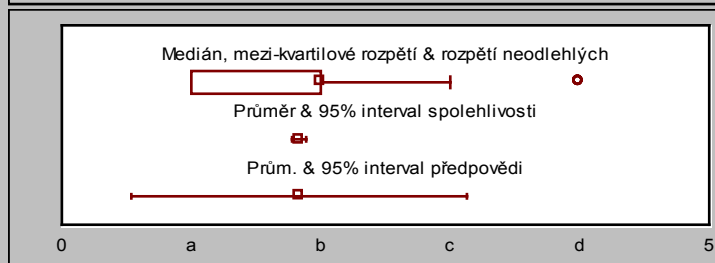 Medián, mezi-kvartilové rozpětí & rozpětí neodlehlých
Průměr & 95% interval spolehlivosti
Prům. & 95% interval předpovědi
0 a b c d 5